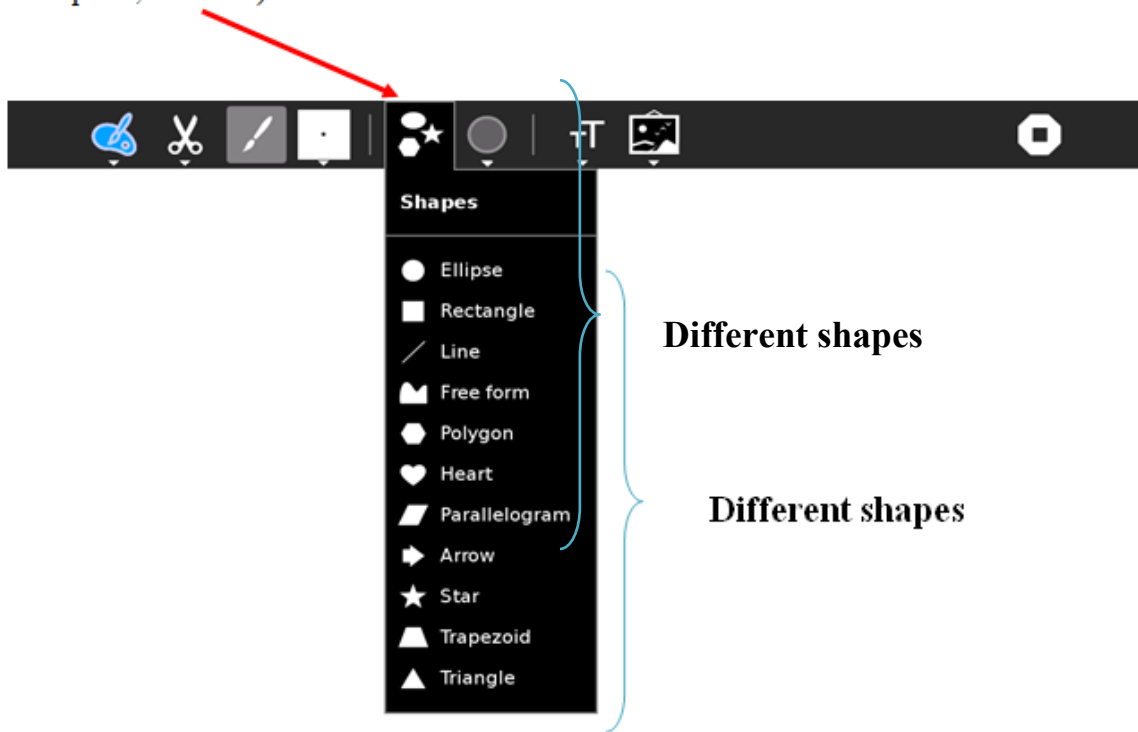 Shapes
Ellipse
Rectangle
Different shapes
Line
Free form
Polygon
Heart
Different shapes
Parallelogram
Arrow
Star
Trapezoid
Triangle